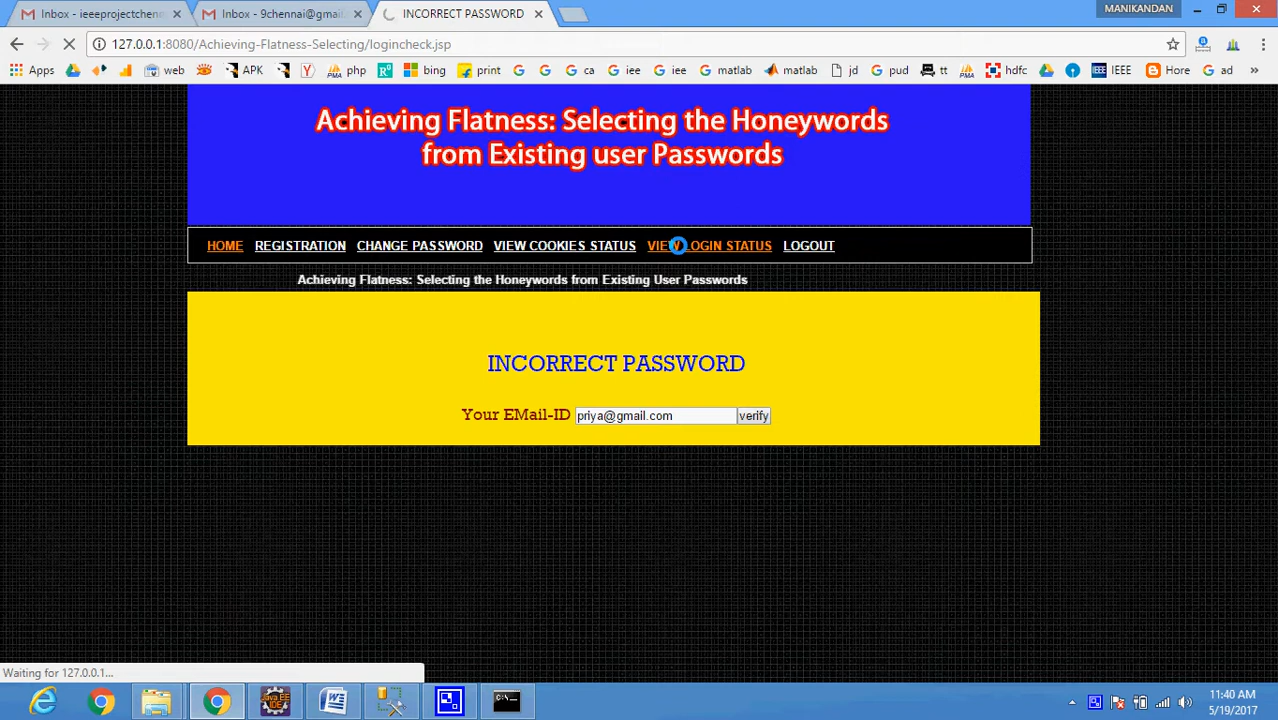 Inbox - ieeeprojectchenn
Inbox - 9chennai@gmail.
INCORRECT PASSWORD
MANIKANDAN
127.0.0.1:8080/Achieving-Flatness-Selecting/logincheck.jsp
Apps web APK Y php bing print ca iee iee matlab matlab jd pud tt hdfc IEEE Hore ad »
Achieving Flatness: Selecting the Honeywords
from Existing user Passwords
HOME REGISTRATION CHANGE PASSWORD VIEW COOKIES STATUS VIEW LOGIN STATUS LOGOUT
Achieving Flatness: Selecting the Honeywords from Existing User Passwords
INCORRECT PASSWORD
Your EMail-ID priya@gmail.com verify
Waiting for 127.0.0.1...
11:40 AM
5/19/2017